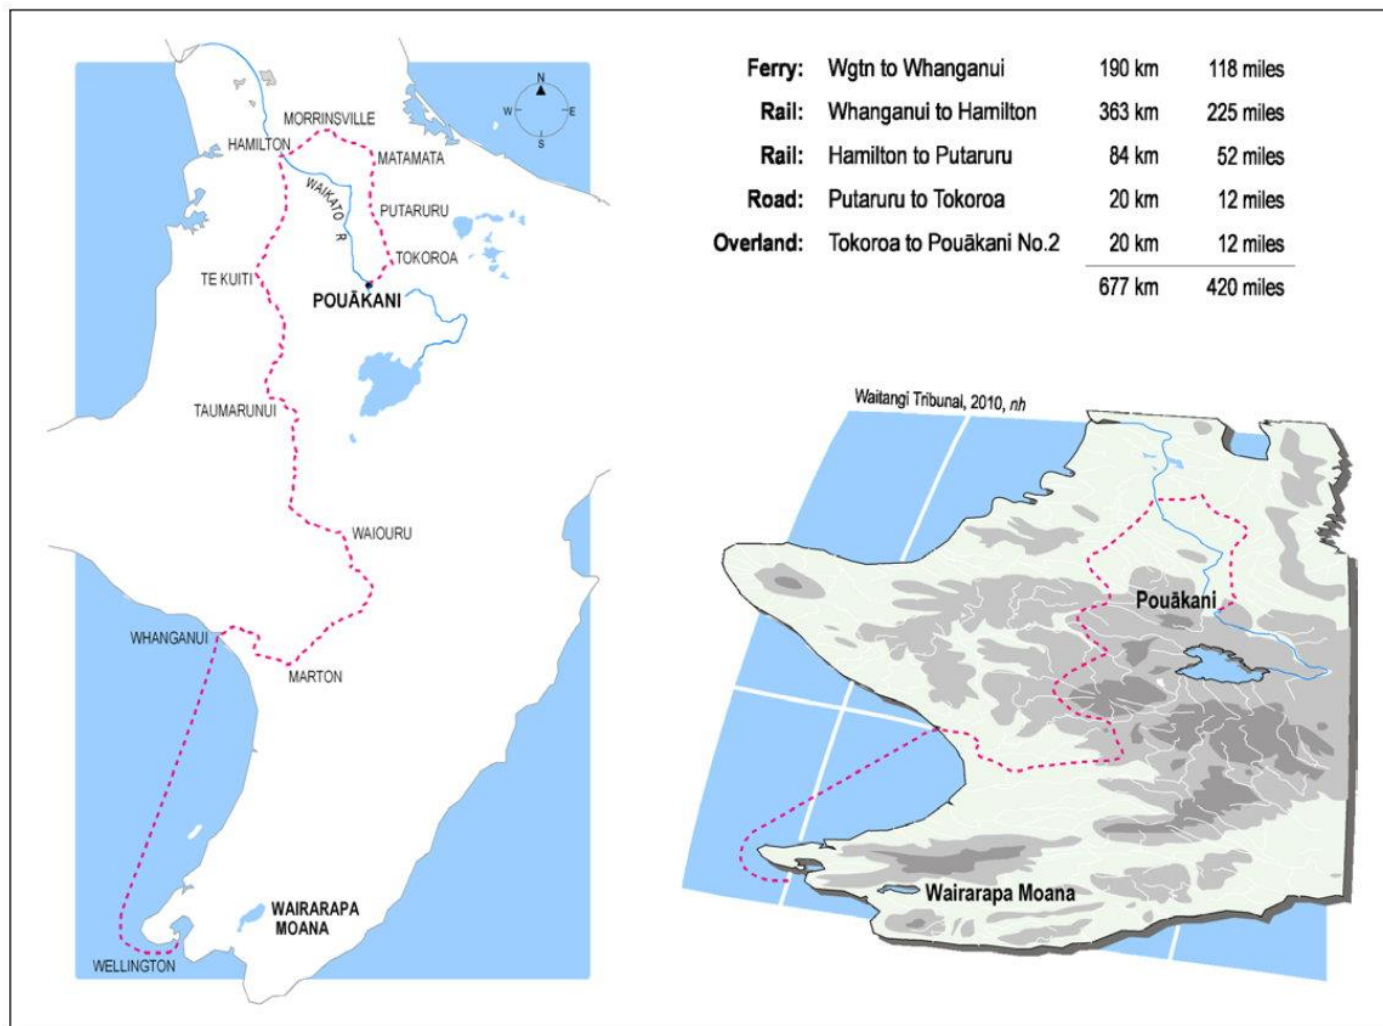 N
W
E
S
MORRINSVILLE
HAMILTON
MATAMATA
WAIKATO R
PUTARURU
TOKOROA
TE KUITI
POUĀKANI
TAUMARUNUI
WAIOURU
WHANGANUI
MARTON
WAIRARAPA
MOANA
WELLINGTON
Ferry: Wgtn to Whanganui 190 km 118 miles
Rail: Whanganui to Hamilton 363 km 225 miles
Rail: Hamilton to Putaruru 84 km 52 miles
Road: Putaruru to Tokoroa 20 km 12 miles
Overland: Tokoroa to Pouākani No.2 20 km 12 miles
677 km 420 miles
Waitangi Tribunal, 2010, nh
Pouākani
Wairarapa Moana